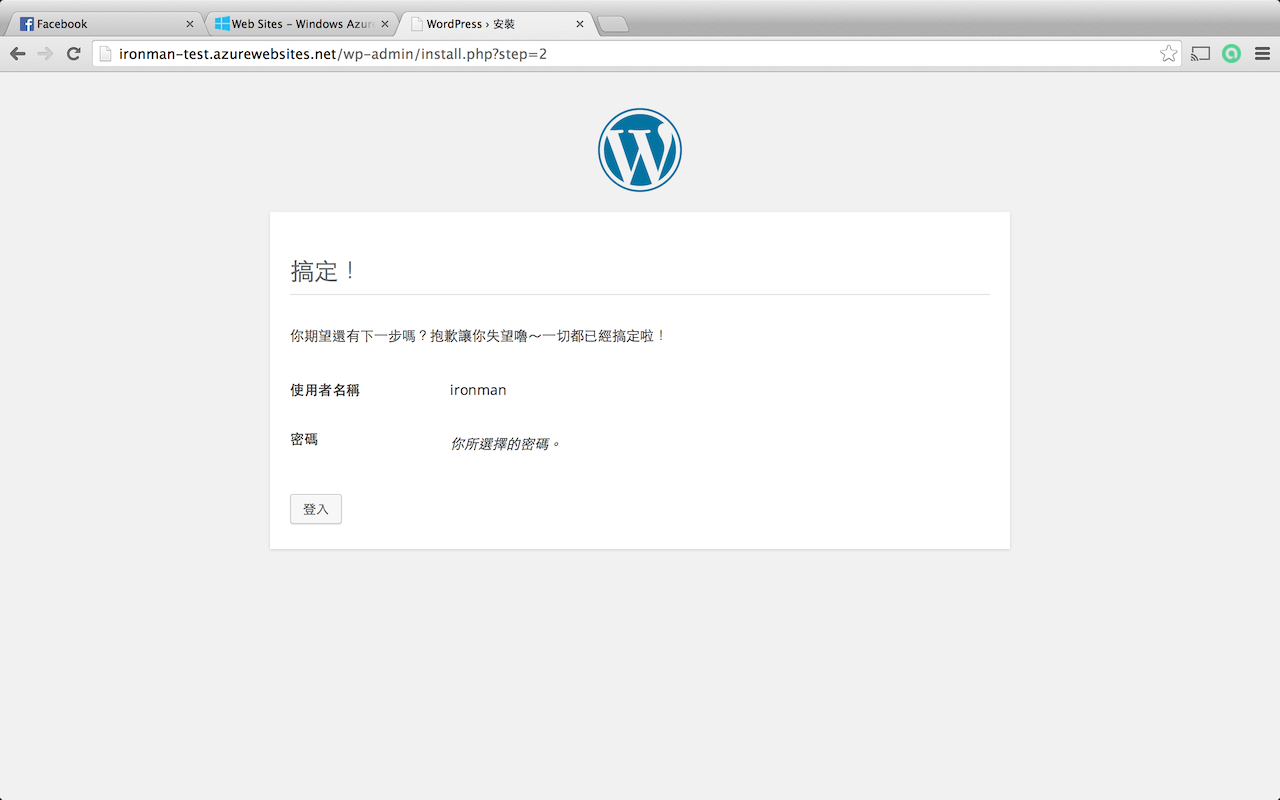 Facebook
Web Sites – Windows Azur
WordPress › 安裝
ironman-test.azurewebsites.net/wp-admin/install.php?step=2
搞定！
你期望還有下一步嗎？抱歉讓你失望嚕～一切都已經搞定啦！
使用者名稱 ironman
密碼 你所選擇的密碼。
登入